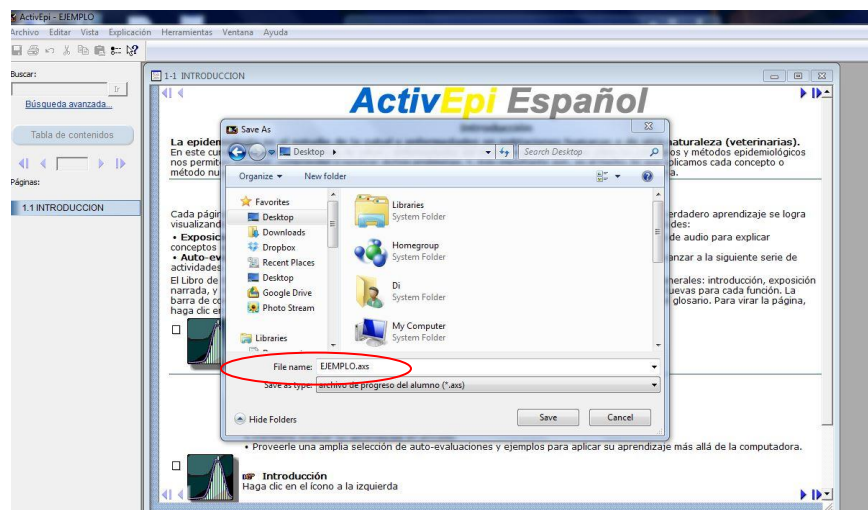 ActivEpi - EJEMPLO
Archivo Editar Vista Explicación Herramientas Ventana Ayuda
Buscar:
Ir
Búsqueda avanzada...
Tabla de contenidos
Páginas:
1.1 INTRODUCCION
1-1 INTRODUCCION
ActivEpi Español
La epidem
naturaleza (veterinarias).
En este cur
os y métodos epidemiológicos
nos permit
plicamos cada concepto o
método nu
a.
Cada págin
erdadero aprendizaje se logra
visualizand
des:
• Exposic
de audio para explicar
conceptos
• Auto-ev
anzar a la siguiente serie de
actividades
El Libro de
nerales: introducción, exposición
narrada, y
uevas para cada función. La
barra de co
glosario. Para virar la página,
haga clic en
Save As
Desktop
Search Desktop
Organize
New folder
Favorites
Desktop
Downloads
Dropbox
Recent Places
Desktop
Google Drive
Photo Stream
Libraries
Libraries
System Folder
Homegroup
System Folder
Di
System Folder
My Computer
System Folder
File name: EJEMPLO.axs
Save as type: archivo de progreso del alumno (*.axs)
Hide Folders
Save
Cancel
• Proveerle una amplia selección de auto-evaluaciones y ejemplos para aplicar su aprendizaje más allá de la computadora.
Introducción
Haga clic en el ícono a la izquierda